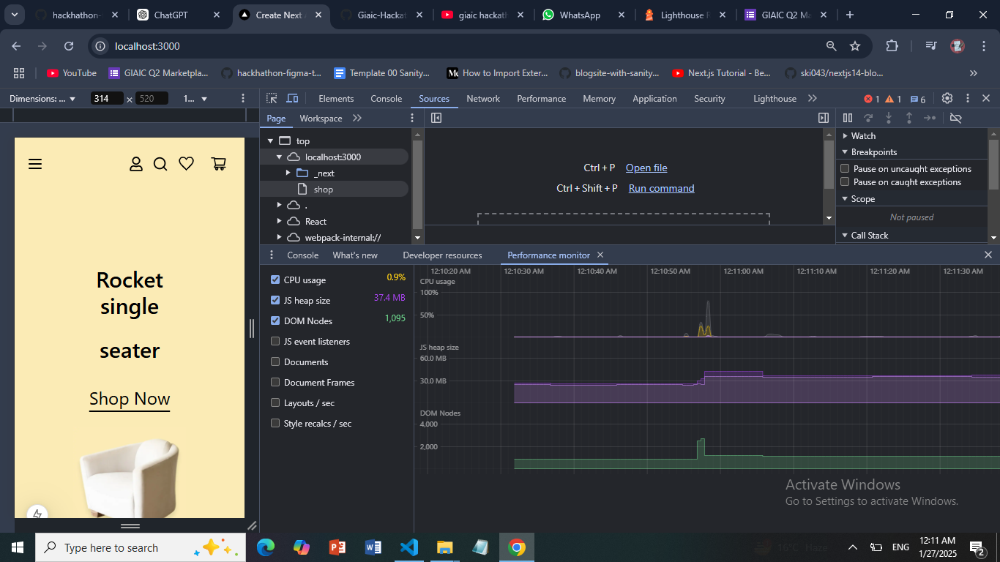 hackhathon-
ChatGPT
Create Next A
Giaic-Hackat
giaic hackath
WhatsApp
Lighthouse R
GIAIC Q2 Ma
localhost:3000
YouTube
GIAIC Q2 Marketpla...
hackhathon-figma-t...
Template 00 Sanity...
How to Import Exter...
blogsite-with-sanity...
Next.js Tutorial - Be...
ski043/nextjs14-blo...
Dimensions: ...
314
×
520
1...
Elements
Console
Sources
Network
Performance
Memory
Application
Security
Lighthouse
1
1
6
Page
Workspace
top
localhost:3000
_next
shop
.
React
webpack-internal://
Ctrl + P Open file
Ctrl + Shift + P Run command
Watch
Breakpoints
Pause on uncaught exceptions
Pause on caught exceptions
Scope
Not paused
Call Stack
Rocket
single
seater
Shop Now
Console
What's new
Developer resources
Performance monitor
CPU usage 0.9%
JS heap size 37.4 MB
DOM Nodes 1,095
JS event listeners
Documents
Document Frames
Layouts / sec
Style recalcs / sec
12:10:20 AM
12:10:30 AM
12:10:40 AM
12:10:50 AM
12:11:00 AM
12:11:10 AM
12:11:20 AM
12:11:30 AM
CPU usage
100%
50%
JS heap size
60.0 MB
30.0 MB
DOM Nodes
4,000
2,000
Activate Windows
Go to Settings to activate Windows.
Type here to search
16°C Haze
ENG
12:11 AM
1/27/2025
2